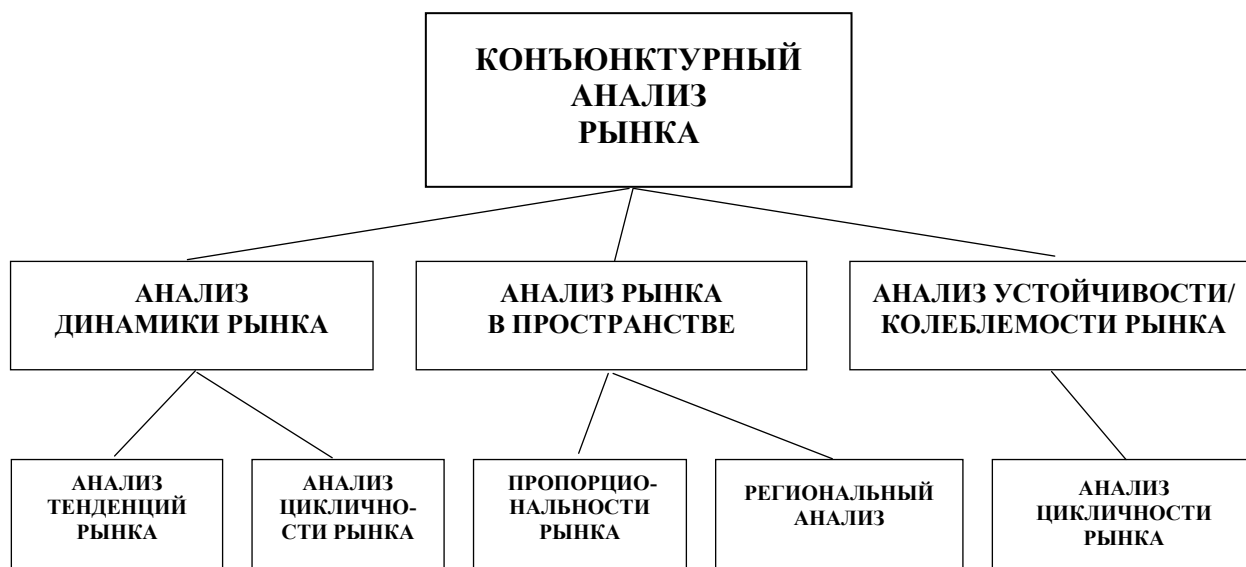 КОНЪЮНКТУРНЫЙ
АНАЛИЗ
РЫНКА
АНАЛИЗ
ДИНАМИКИ РЫНКА
АНАЛИЗ РЫНКА
В ПРОСТРАНСТВЕ
АНАЛИЗ УСТОЙЧИВОСТИ/
КОЛЕБЛЕМОСТИ РЫНКА
АНАЛИЗ
ТЕНДЕНЦИЙ
РЫНКА
АНАЛИЗ
ЦИКЛИЧНО-
СТИ РЫНКА
ПРОПОРЦИО-
НАЛЬНОСТИ
РЫНКА
РЕГИОНАЛЬНЫЙ
АНАЛИЗ
АНАЛИЗ
ЦИКЛИЧНОСТИ
РЫНКА